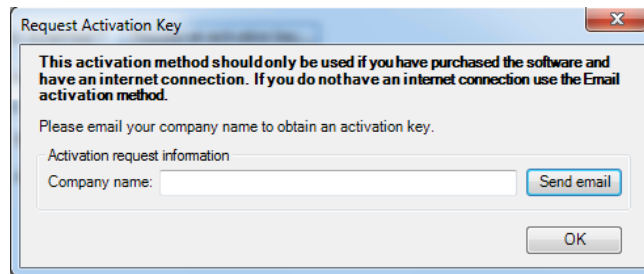 Request Activation Key
This activation method should only be used if you have purchased the software and
have an internet connection. If you do not have an internet connection use the Email
activation method.
Please email your company name to obtain an activation key.
Activation request information
Company name:
Send email
OK